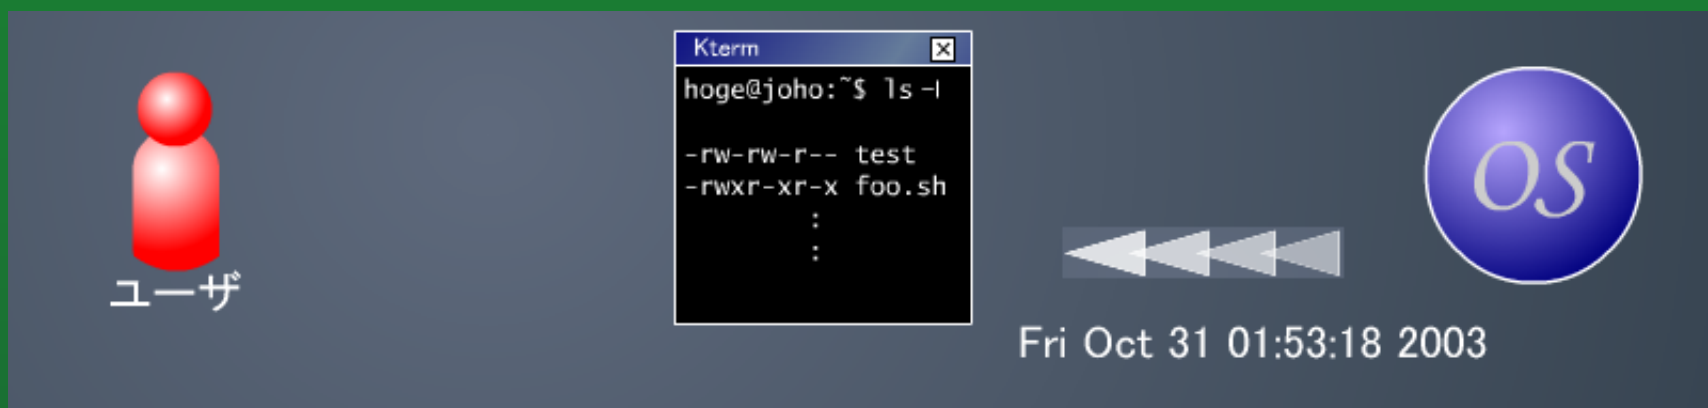 Kterm
hoge@joho:~$ ls -l
-rw-rw-r-- test
-rwxr-xr-x foo.sh
:
:
OS
ユーザ
Fri Oct 31 01:53:18 2003